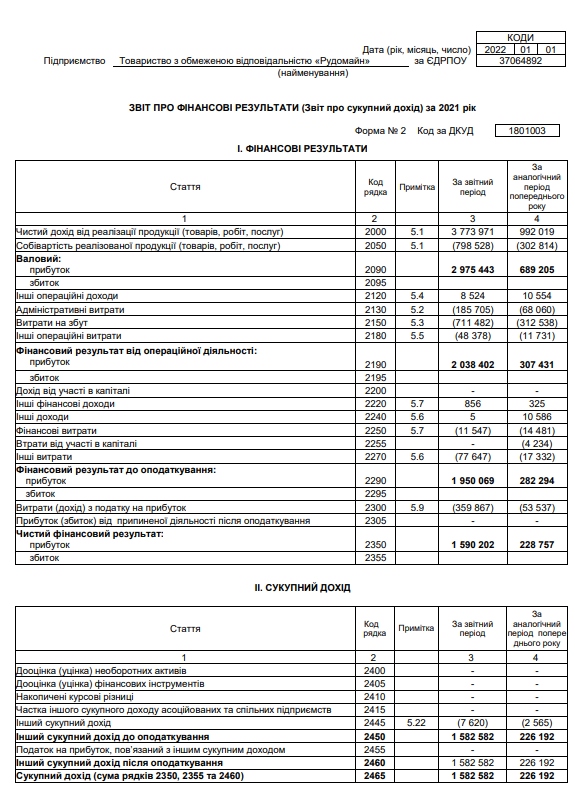 КОДИ
Дата (рік, місяць, число) 2022 01 01
Підприємство Товариство з обмеженою відповідальністю «Рудомайн» за ЄДРПОУ 37064892
(найменування)
ЗВІТ ПРО ФІНАНСОВІ РЕЗУЛЬТАТИ (Звіт про сукупний дохід) за 2021 рік
Форма № 2 Код за ДКУД 1801003
I. ФІНАНСОВІ РЕЗУЛЬТАТИ
Стаття Код рядка Примітка За звітний період За аналогічний період попереднього року
1 2 3 4
Чистий дохід від реалізації продукції (товарів, робіт, послуг) 2000 5.1 3 773 971 992 019
Собівартість реалізованої продукції (товарів, робіт, послуг) 2050 5.1 (798 528) (302 814)
Валовий:
прибуток 2090 2 975 443 689 205
збиток 2095
Інші операційні доходи 2120 5.4 8 524 10 554
Адміністративні витрати 2130 5.2 (185 705) (68 060)
Витрати на збут 2150 5.3 (711 482) (312 538)
Інші операційні витрати 2180 5.5 (48 378) (11 731)
Фінансовий результат від операційної діяльності:
прибуток 2190 2 038 402 307 431
збиток 2195
Дохід від участі в капіталі 2200 - -
Інші фінансові доходи 2220 5.7 856 325
Інші доходи 2240 5.6 5 10 586
Фінансові витрати 2250 5.7 (11 547) (14 481)
Втрати від участі в капіталі 2255 - (4 234)
Інші витрати 2270 5.6 (77 647) (17 332)
Фінансовий результат до оподаткування:
прибуток 2290 1 950 069 282 294
збиток 2295
Витрати (дохід) з податку на прибуток 2300 5.9 (359 867) (53 537)
Прибуток (збиток) від припиненої діяльності після оподаткування 2305 - -
Чистий фінансовий результат:
прибуток 2350 1 590 202 228 757
збиток 2355
II. СУКУПНИЙ ДОХІД
Стаття Код рядка Примітка За звітний період За аналогічний період попере днього року
1 2 3 4
Дооцінка (уцінка) необоротних активів 2400 - -
Дооцінка (уцінка) фінансових інструментів 2405 - -
Накопичені курсові різниці 2410 - -
Частка іншого сукупного доходу асоційованих та спільних підприємств 2415 - -
Інший сукупний дохід 2445 5.22 (7 620) (2 565)
Інший сукупний дохід до оподаткування 2450 1 582 582 226 192
Податок на прибуток, пов'язаний з іншим сукупним доходом 2455 - -
Інший сукупний дохід після оподаткування 2460 1 582 582 226 192
Сукупний дохід (сума рядків 2350, 2355 та 2460) 2465 1 582 582 226 192